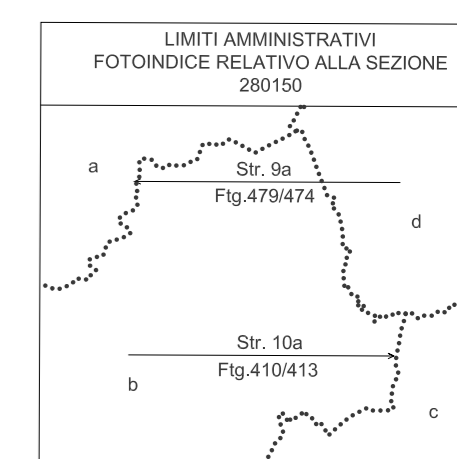 LIMITI AMMINISTRATIVI
FOTOINDICE RELATIVO ALLA SEZIONE
280150
a
Str. 9a
Ftg.479/474
d
Str. 10a
Ftg.410/413
b
c